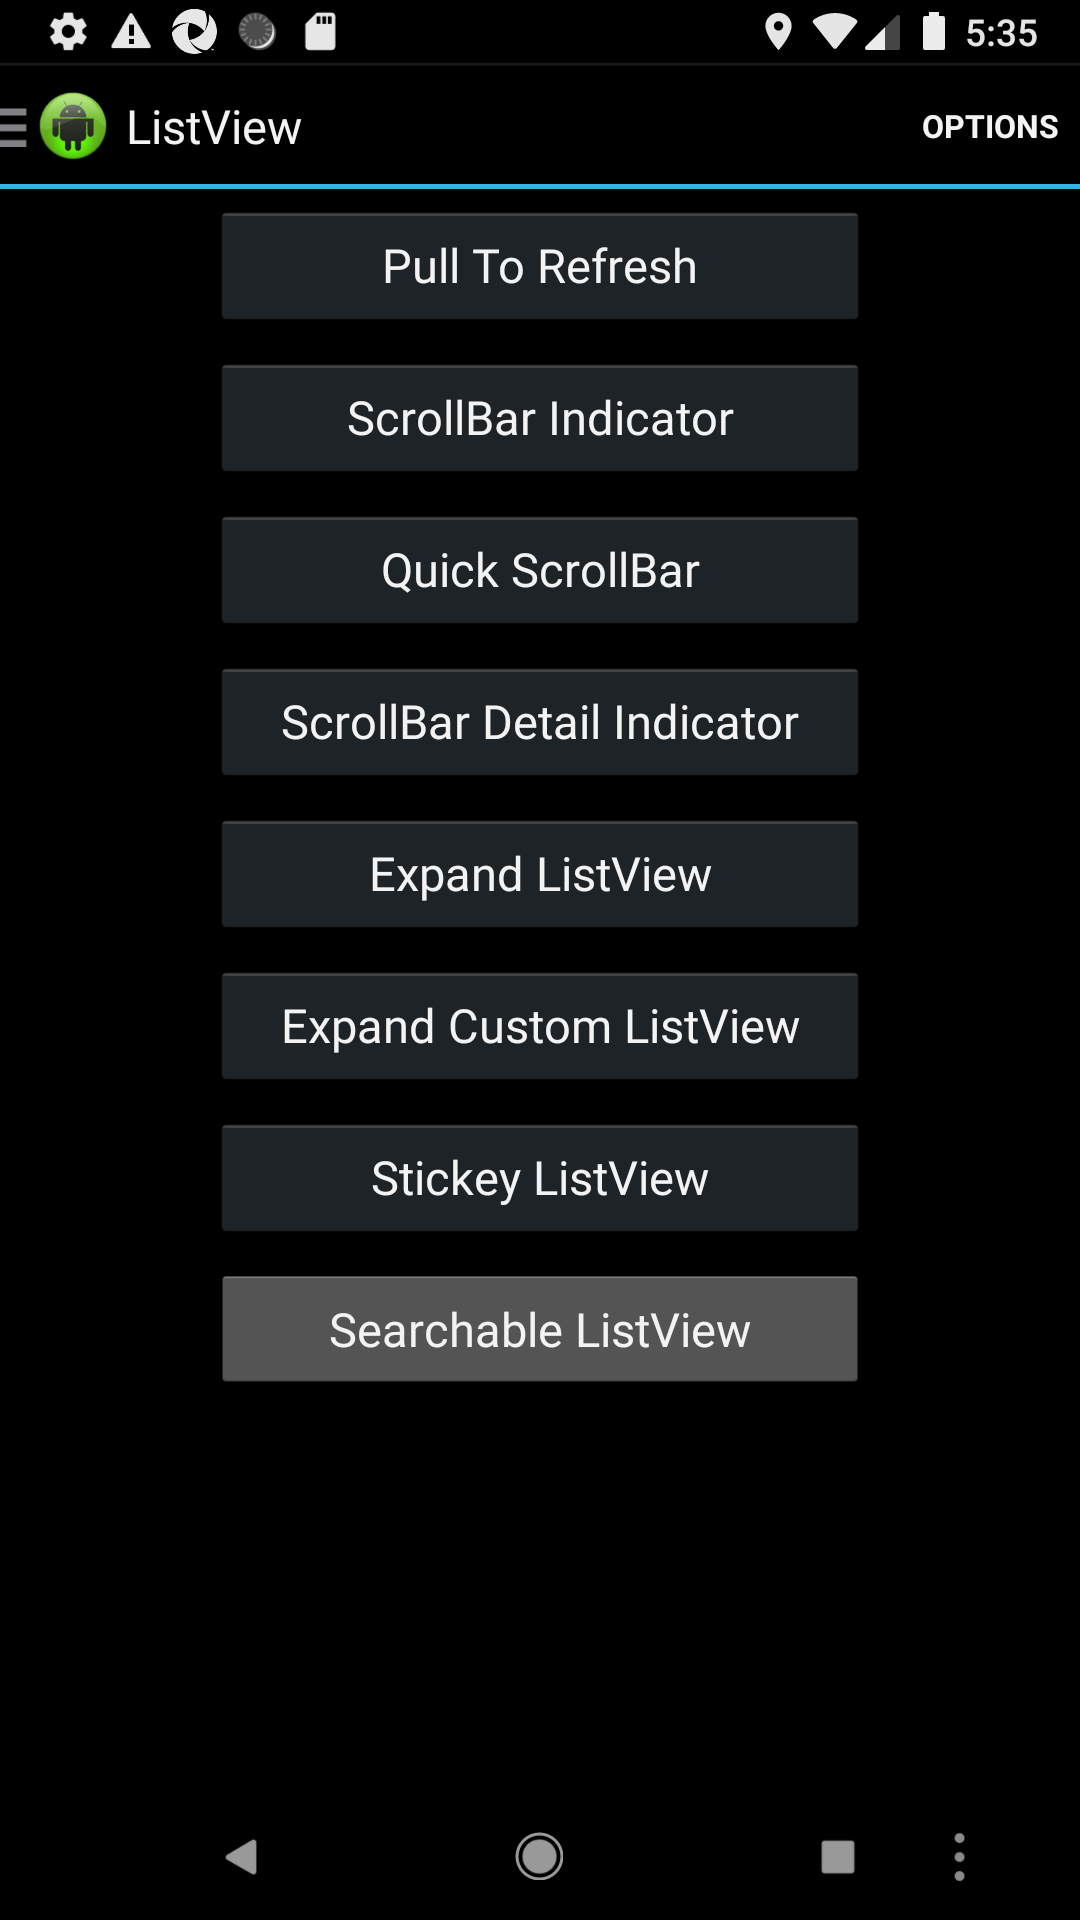 5:35
ListView
OPTIONS
Pull To Refresh
ScrollBar Indicator
Quick ScrollBar
ScrollBar Detail Indicator
Expand ListView
Expand Custom ListView
Stickey ListView
Searchable ListView